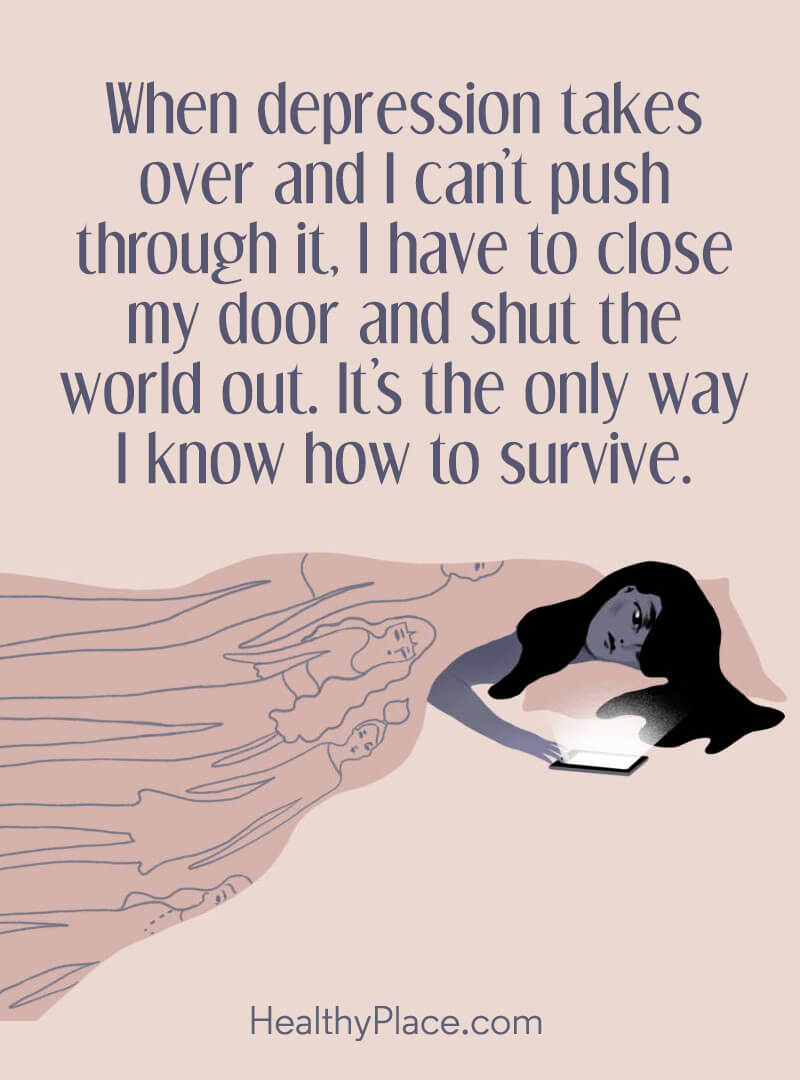 When depression takes
over and I can't push
through it, I have to close
my door and shut the
world out. It's the only way
I know how to survive.
HealthyPlace.com